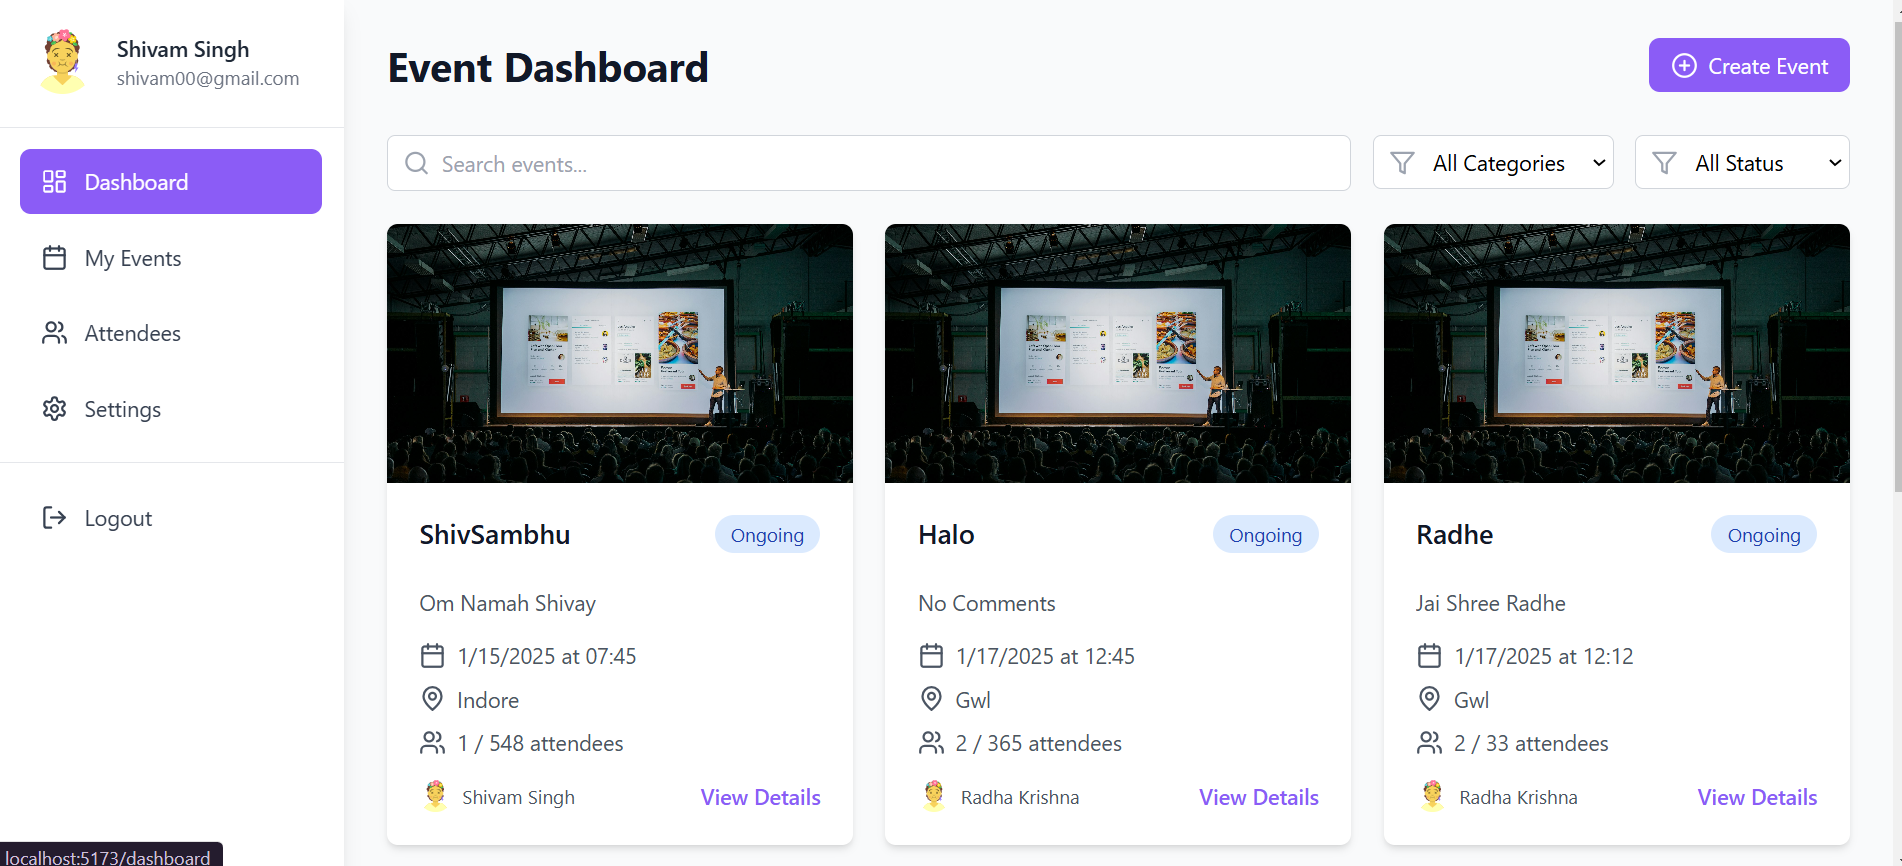 Shivam Singh
shivam00@gmail.com
Dashboard
My Events
Attendees
Settings
Logout
Event Dashboard
Create Event
Search events...
All Categories
All Status
ShivSambhu
Ongoing
Om Namah Shivay
1/15/2025 at 07:45
Indore
1 / 548 attendees
Shivam Singh
View Details
Halo
Ongoing
No Comments
1/17/2025 at 12:45
Gwl
2 / 365 attendees
Radha Krishna
View Details
Radhe
Ongoing
Jai Shree Radhe
1/17/2025 at 12:12
Gwl
2 / 33 attendees
Radha Krishna
View Details
localhost:5173/dashboard